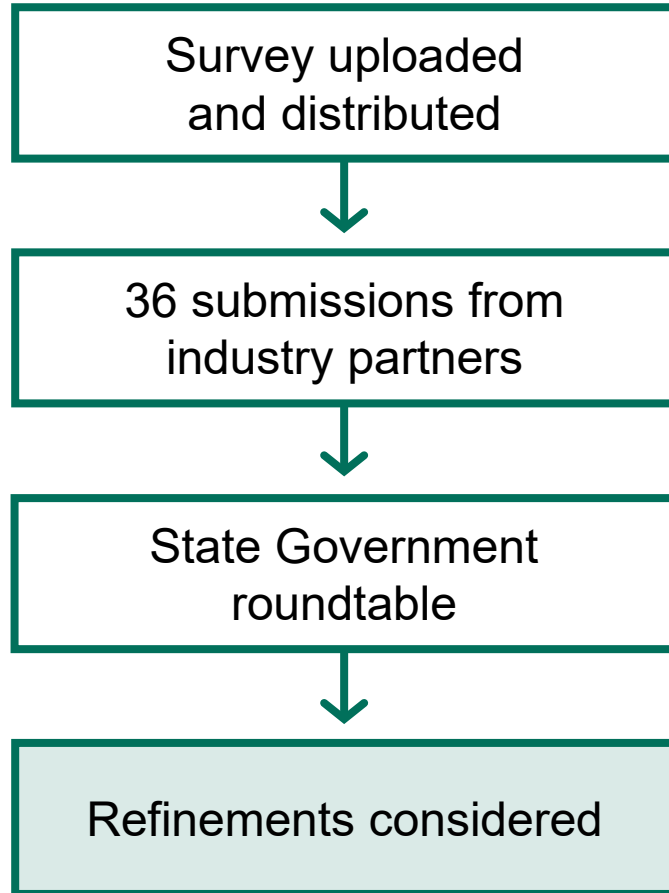 Survey uploaded
and distributed
36 submissions from
industry partners
State Government
roundtable
Refinements considered